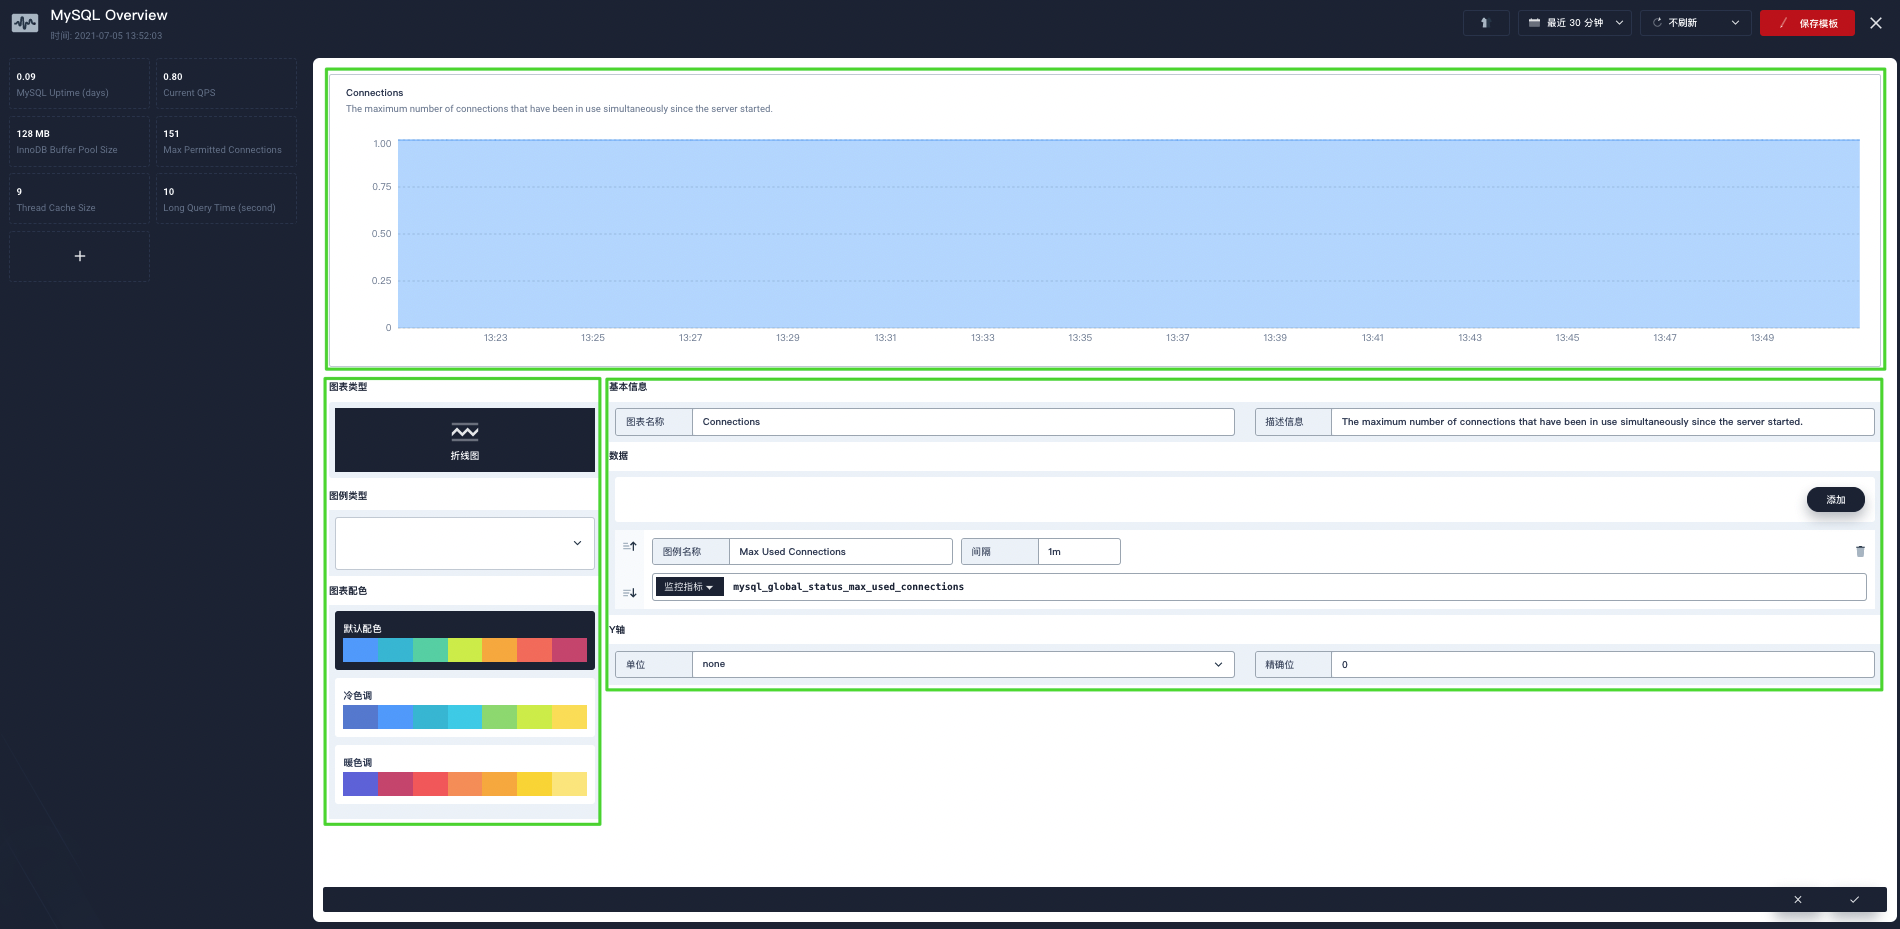 MySQL Overview
时间: 2021-07-05 13:52:03
最近 30 分钟
不刷新
保存模板
0.09
MySQL Uptime (days)
0.80
Current QPS
128 MB
InnoDB Buffer Pool Size
151
Max Permitted Connections
9
Thread Cache Size
10
Long Query Time (second)
Connections
The maximum number of connections that have been in use simultaneously since the server started.
1.00
0.75
0.50
0.25
0
13:23 13:25 13:27 13:29 13:31 13:33 13:35 13:37 13:39 13:41 13:43 13:45 13:47 13:49
图表类型
折线图
图例类型
图表配色
默认配色
冷色调
暖色调
基本信息
图表名称 Connections
描述信息 The maximum number of connections that have been in use simultaneously since the server started.
数据
添加
图例名称 Max Used Connections
间隔 1m
监控指标 mysql_global_status_max_used_connections
Y轴
单位 none
精确位 0